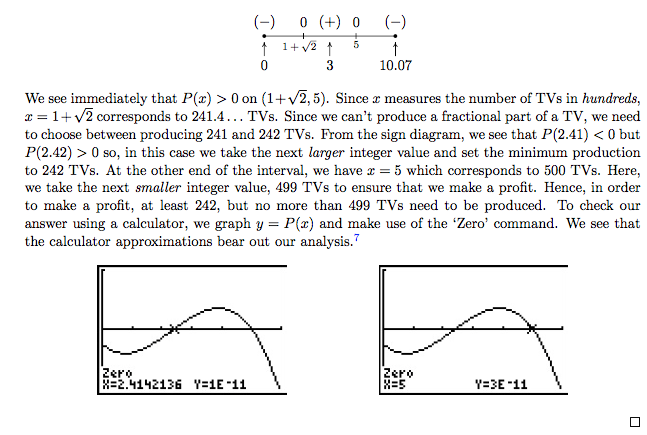 (−) 0 (+) 0 (−)
1+√2 5
0 3 10.07
We see immediately that P(x) > 0 on (1+√2, 5). Since x measures the number of TVs in hundreds,
x = 1+√2 corresponds to 241.4... TVs. Since we can't produce a fractional part of a TV, we need
to choose between producing 241 and 242 TVs. From the sign diagram, we see that P(2.41) < 0 but
P(2.42) > 0 so, in this case we take the next larger integer value and set the minimum production
to 242 TVs. At the other end of the interval, we have x = 5 which corresponds to 500 TVs. Here,
we take the next smaller integer value, 499 TVs to ensure that we make a profit. Hence, in order
to make a profit, at least 242, but no more than 499 TVs need to be produced. To check our
answer using a calculator, we graph y = P(x) and make use of the 'Zero' command. We see that
the calculator approximations bear out our analysis.7
Zero
X=2.4142136 Y=1E-11
Zero
X=5 Y=3E-11